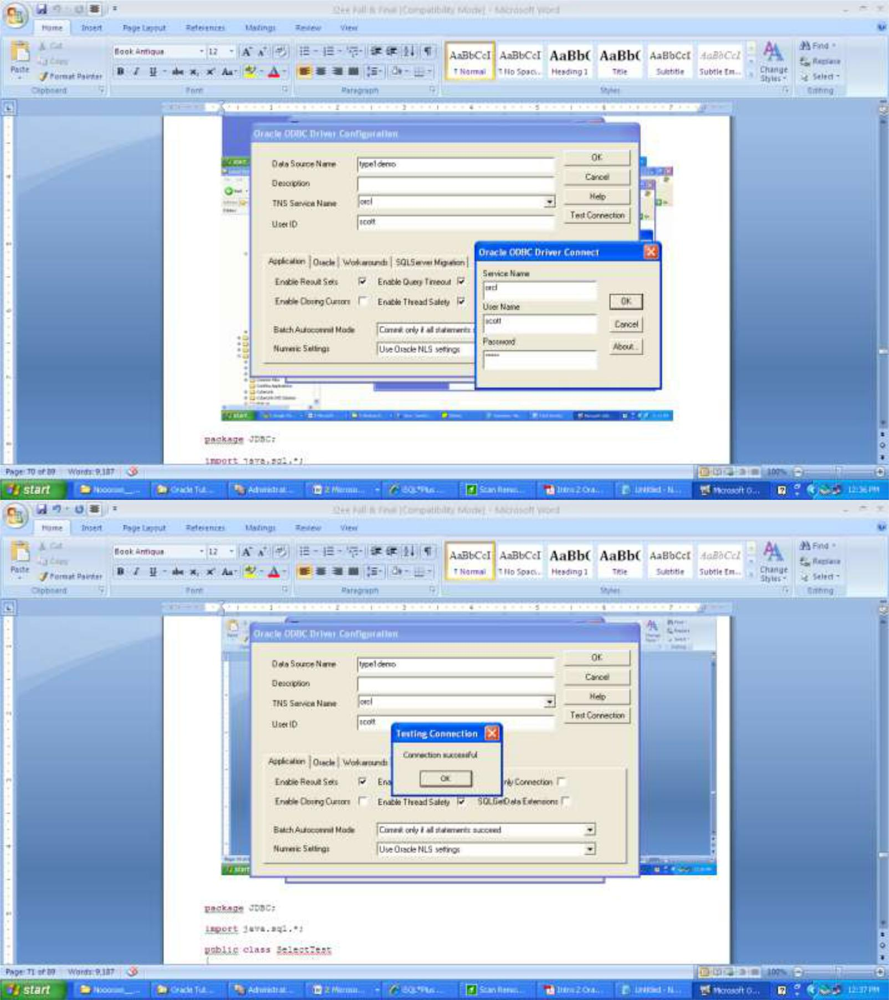 J2ee Full & Final [Compatibility Mode] - Microsoft Word
Home Insert Page Layout References Mailings Review View
Cut
Copy
Paste
Format Painter
Book Antiqua 12
AaBbCcI AaBbCcI AaBb( AaBb( AaBbCcI AaBbCcI
¶ Normal ¶ No Spaci... Heading 1 Title Subtitle Subtle Em...
Change Styles
Find
Replace
Select
Clipboard Font Paragraph Styles Editing
Oracle ODBC Driver Configuration
Data Source Name type1demo
Description
TNS Service Name orcl
User ID scott
OK
Cancel
Help
Test Connection
Application Oracle Workarounds SQLServer Migration
Enable Result Sets Enable Query Timeout
Enable Closing Cursors Enable Thread Safety
Batch Autocommit Mode Commit only if all statements
Numeric Settings Use Oracle NLS settings
Oracle ODBC Driver Connect
Service Name
orcl
User Name
scott
Password
*****
OK
Cancel
About...
package JDBC;
import java.sql.*;
Page: 70 of 89 Words: 9,187 100%
start Oracle Tut... Administrat... 2 Micros... iSQL*Plus ... Intro 2 Ora... Untitled - N... Microsoft O... 12:36 PM
J2ee Full & Final [Compatibility Mode] - Microsoft Word
Home Insert Page Layout References Mailings Review View
Cut
Copy
Paste
Format Painter
Book Antiqua 12
AaBbCcI AaBbCcI AaBb( AaBb( AaBbCcI AaBbCcI
¶ Normal ¶ No Spaci... Heading 1 Title Subtitle Subtle Em...
Change Styles
Find
Replace
Select
Clipboard Font Paragraph Styles Editing
Oracle ODBC Driver Configuration
Data Source Name type1demo
Description
TNS Service Name orcl
User ID scott
OK
Cancel
Help
Test Connection
Testing Connection
Connection successful
OK
Application Oracle Workarounds
Enable Result Sets Ena nly Connection
Enable Closing Cursors Enable Thread Safety SQLGetData Extensions
Batch Autocommit Mode Commit only if all statements succeed
Numeric Settings Use Oracle NLS settings
package JDBC;
import java.sql.*;
public class SelectTest
{
Page: 71 of 89 Words: 9,187 100%
start Oracle Tut... Administrat... 2 Micros... iSQL*Plus ... Intro 2 Ora... Untitled - N... Microsoft O... 12:37 PM